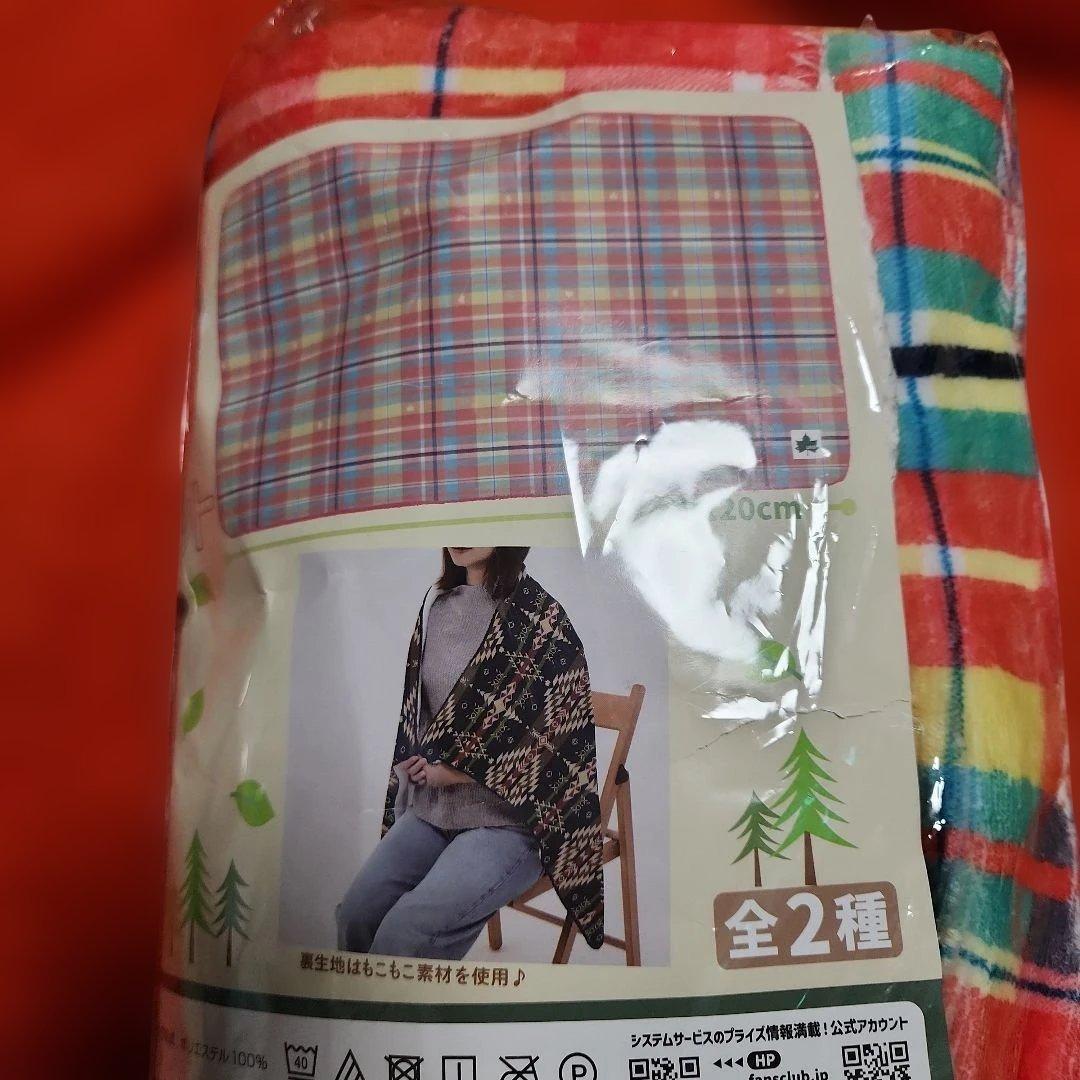 20cm
裏生地はもこもこ素材を使用♪
全2種
ポリエステル100%
40
P
システムサービスのプライズ情報満載！公式アカウント
HP
fansclub.jp